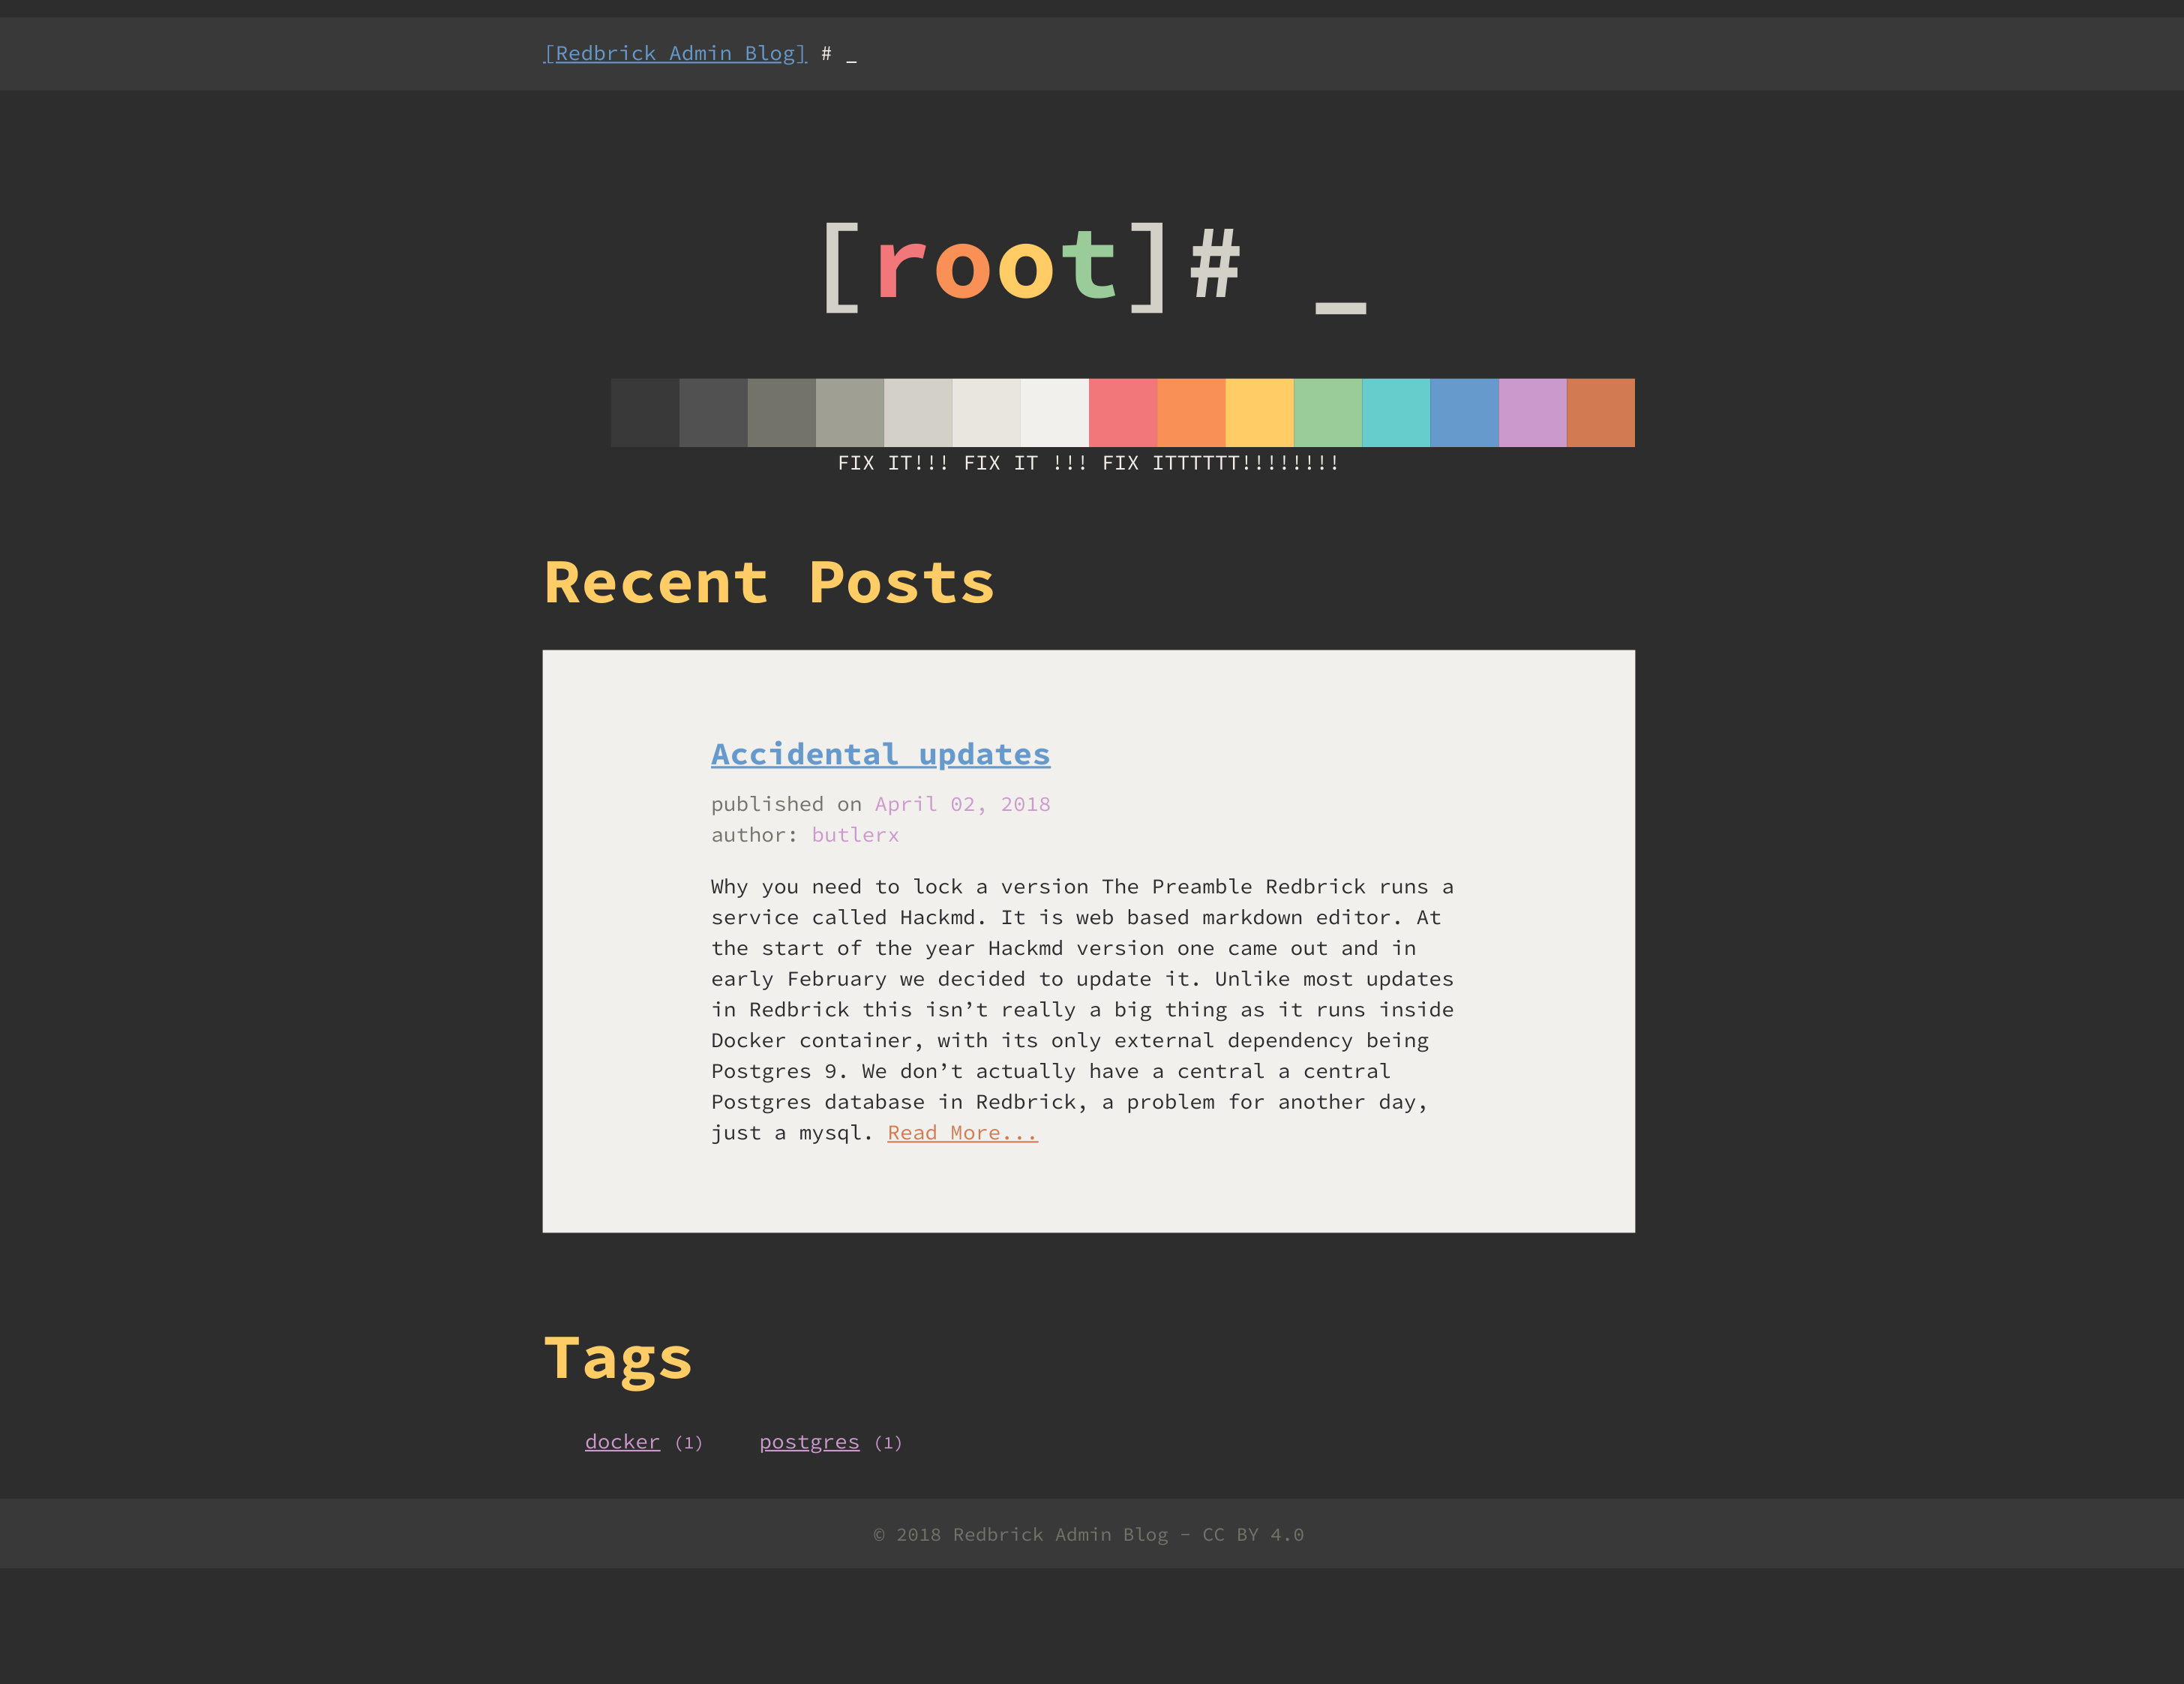 [Redbrick Admin Blog] # _
[root]# _
FIX IT!!! FIX IT !!! FIX ITTTTTT!!!!!!!!
Recent Posts
Accidental updates
published on April 02, 2018
author: butlerx
Why you need to lock a version The Preamble Redbrick runs a
service called Hackmd. It is web based markdown editor. At
the start of the year Hackmd version one came out and in
early February we decided to update it. Unlike most updates
in Redbrick this isn’t really a big thing as it runs inside
Docker container, with its only external dependency being
Postgres 9. We don’t actually have a central a central
Postgres database in Redbrick, a problem for another day,
just a mysql. Read More...
Tags
docker (1) postgres (1)
© 2018 Redbrick Admin Blog - CC BY 4.0